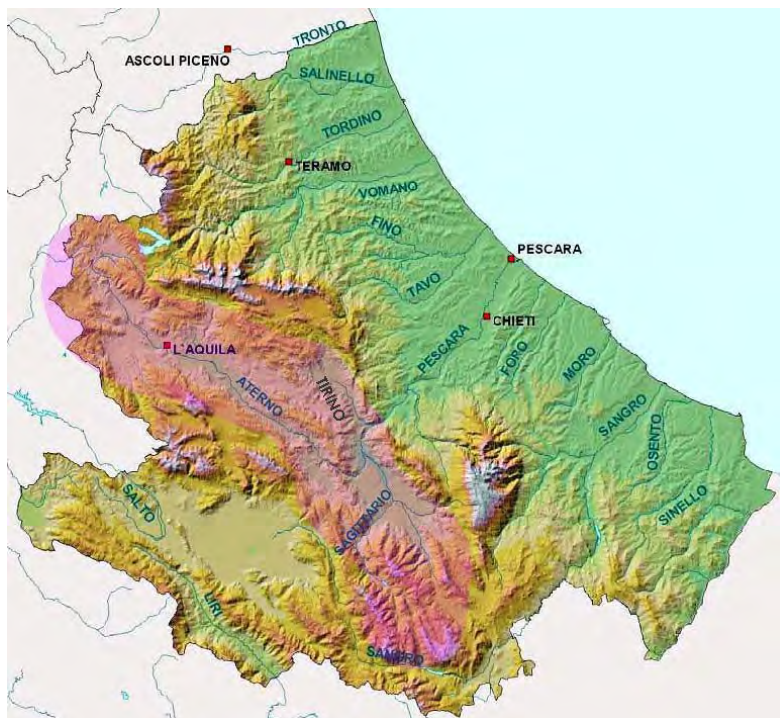 TRONTO
ASCOLI PICENO
SALINELLO
TORDINO
TERAMO
VOMANO
FINO
PESCARA
TAVO
CHIETI
PESCARA
FORO
L'AQUILA
MORO
TIRINO
ATERNO
SANGRO
OSENTO
SINELLO
SALTO
SAGITTARIO
LIRI
SANGRO